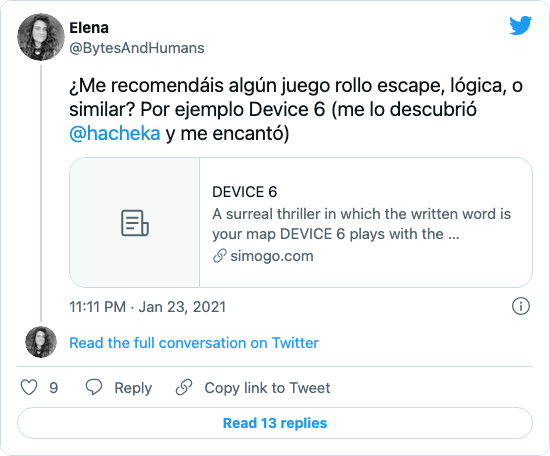 Elena
@BytesAndHumans
¿Me recomendáis algún juego rollo escape, lógica, o
similar? Por ejemplo Device 6 (me lo descubrió
@hacheka y me encantó)
DEVICE 6
A surreal thriller in which the written word is
your map DEVICE 6 plays with the ...
simogo.com
11:11 PM · Jan 23, 2021
Read the full conversation on Twitter
9 Reply Copy link to Tweet
Read 13 replies